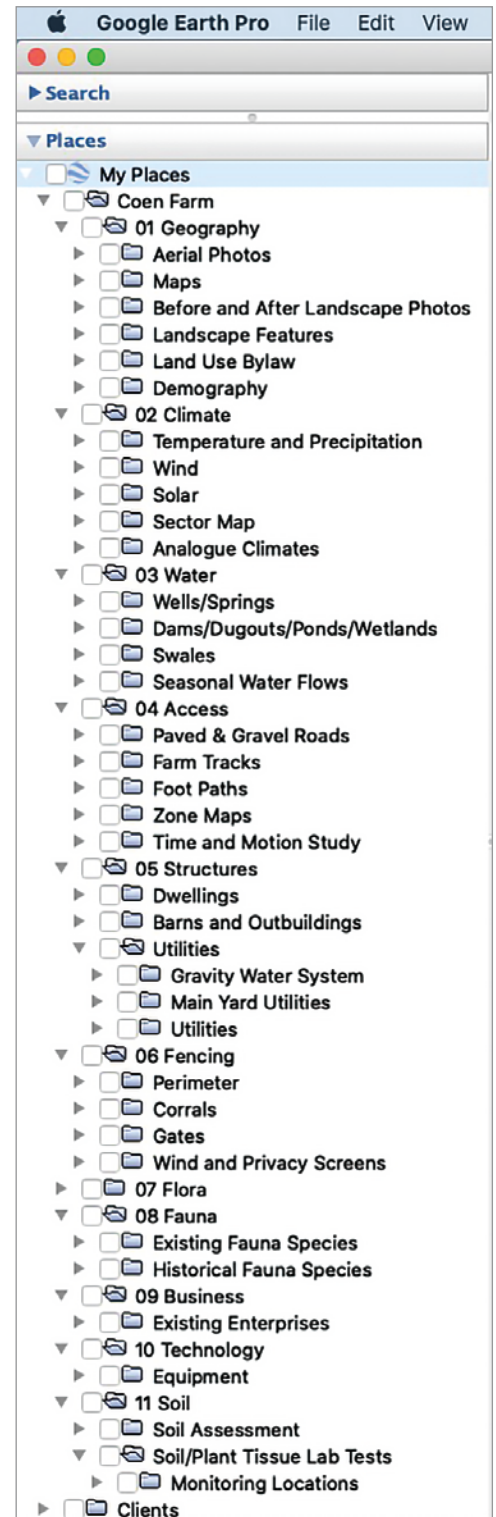 Google Earth Pro File Edit View
Search
Places
My Places
Coen Farm
01 Geography
Aerial Photos
Maps
Before and After Landscape Photos
Landscape Features
Land Use Bylaw
Demography
02 Climate
Temperature and Precipitation
Wind
Solar
Sector Map
Analogue Climates
03 Water
Wells/Springs
Dams/Dugouts/Ponds/Wetlands
Swales
Seasonal Water Flows
04 Access
Paved & Gravel Roads
Farm Tracks
Foot Paths
Zone Maps
Time and Motion Study
05 Structures
Dwellings
Barns and Outbuildings
Utilities
Gravity Water System
Main Yard Utilities
Utilities
06 Fencing
Perimeter
Corrals
Gates
Wind and Privacy Screens
07 Flora
08 Fauna
Existing Fauna Species
Historical Fauna Species
09 Business
Existing Enterprises
10 Technology
Equipment
11 Soil
Soil Assessment
Soil/Plant Tissue Lab Tests
Monitoring Locations
Clients